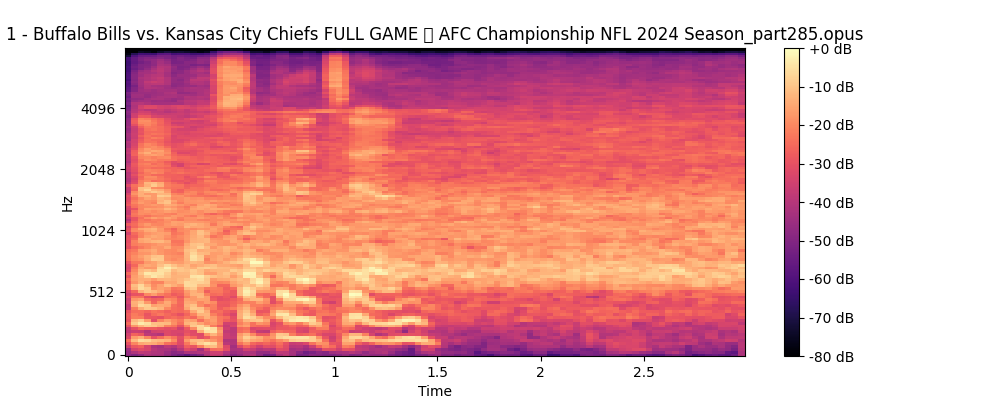 1 - Buffalo Bills vs. Kansas City Chiefs FULL GAME ▯ AFC Championship NFL 2024 Season_part285.opus
+0 dB
-10 dB
-20 dB
-30 dB
-40 dB
-50 dB
-60 dB
-70 dB
-80 dB
4096
2048
1024
512
0
Hz
0
0.5
1
1.5
2
2.5
Time